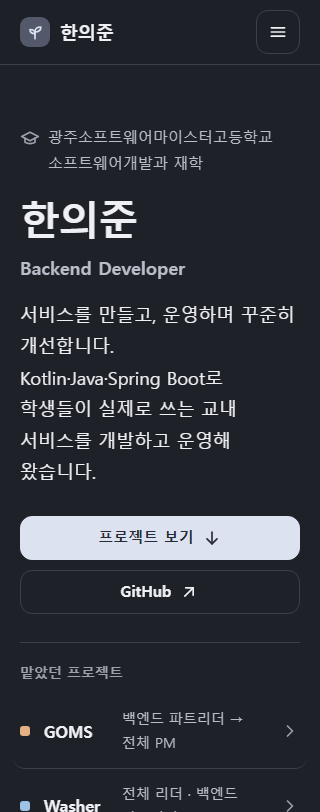 한의준
광주소프트웨어마이스터고등학교
소프트웨어개발과 재학
한의준
Backend Developer
서비스를 만들고, 운영하며 꾸준히
개선합니다.
Kotlin·Java·Spring Boot로
학생들이 실제로 쓰는 교내
서비스를 개발하고 운영해
왔습니다.
프로젝트 보기 ↓
GitHub ↗
맡았던 프로젝트
GOMS
백엔드 파트리더 →
전체 PM
Washer
전체 리더 · 백엔드